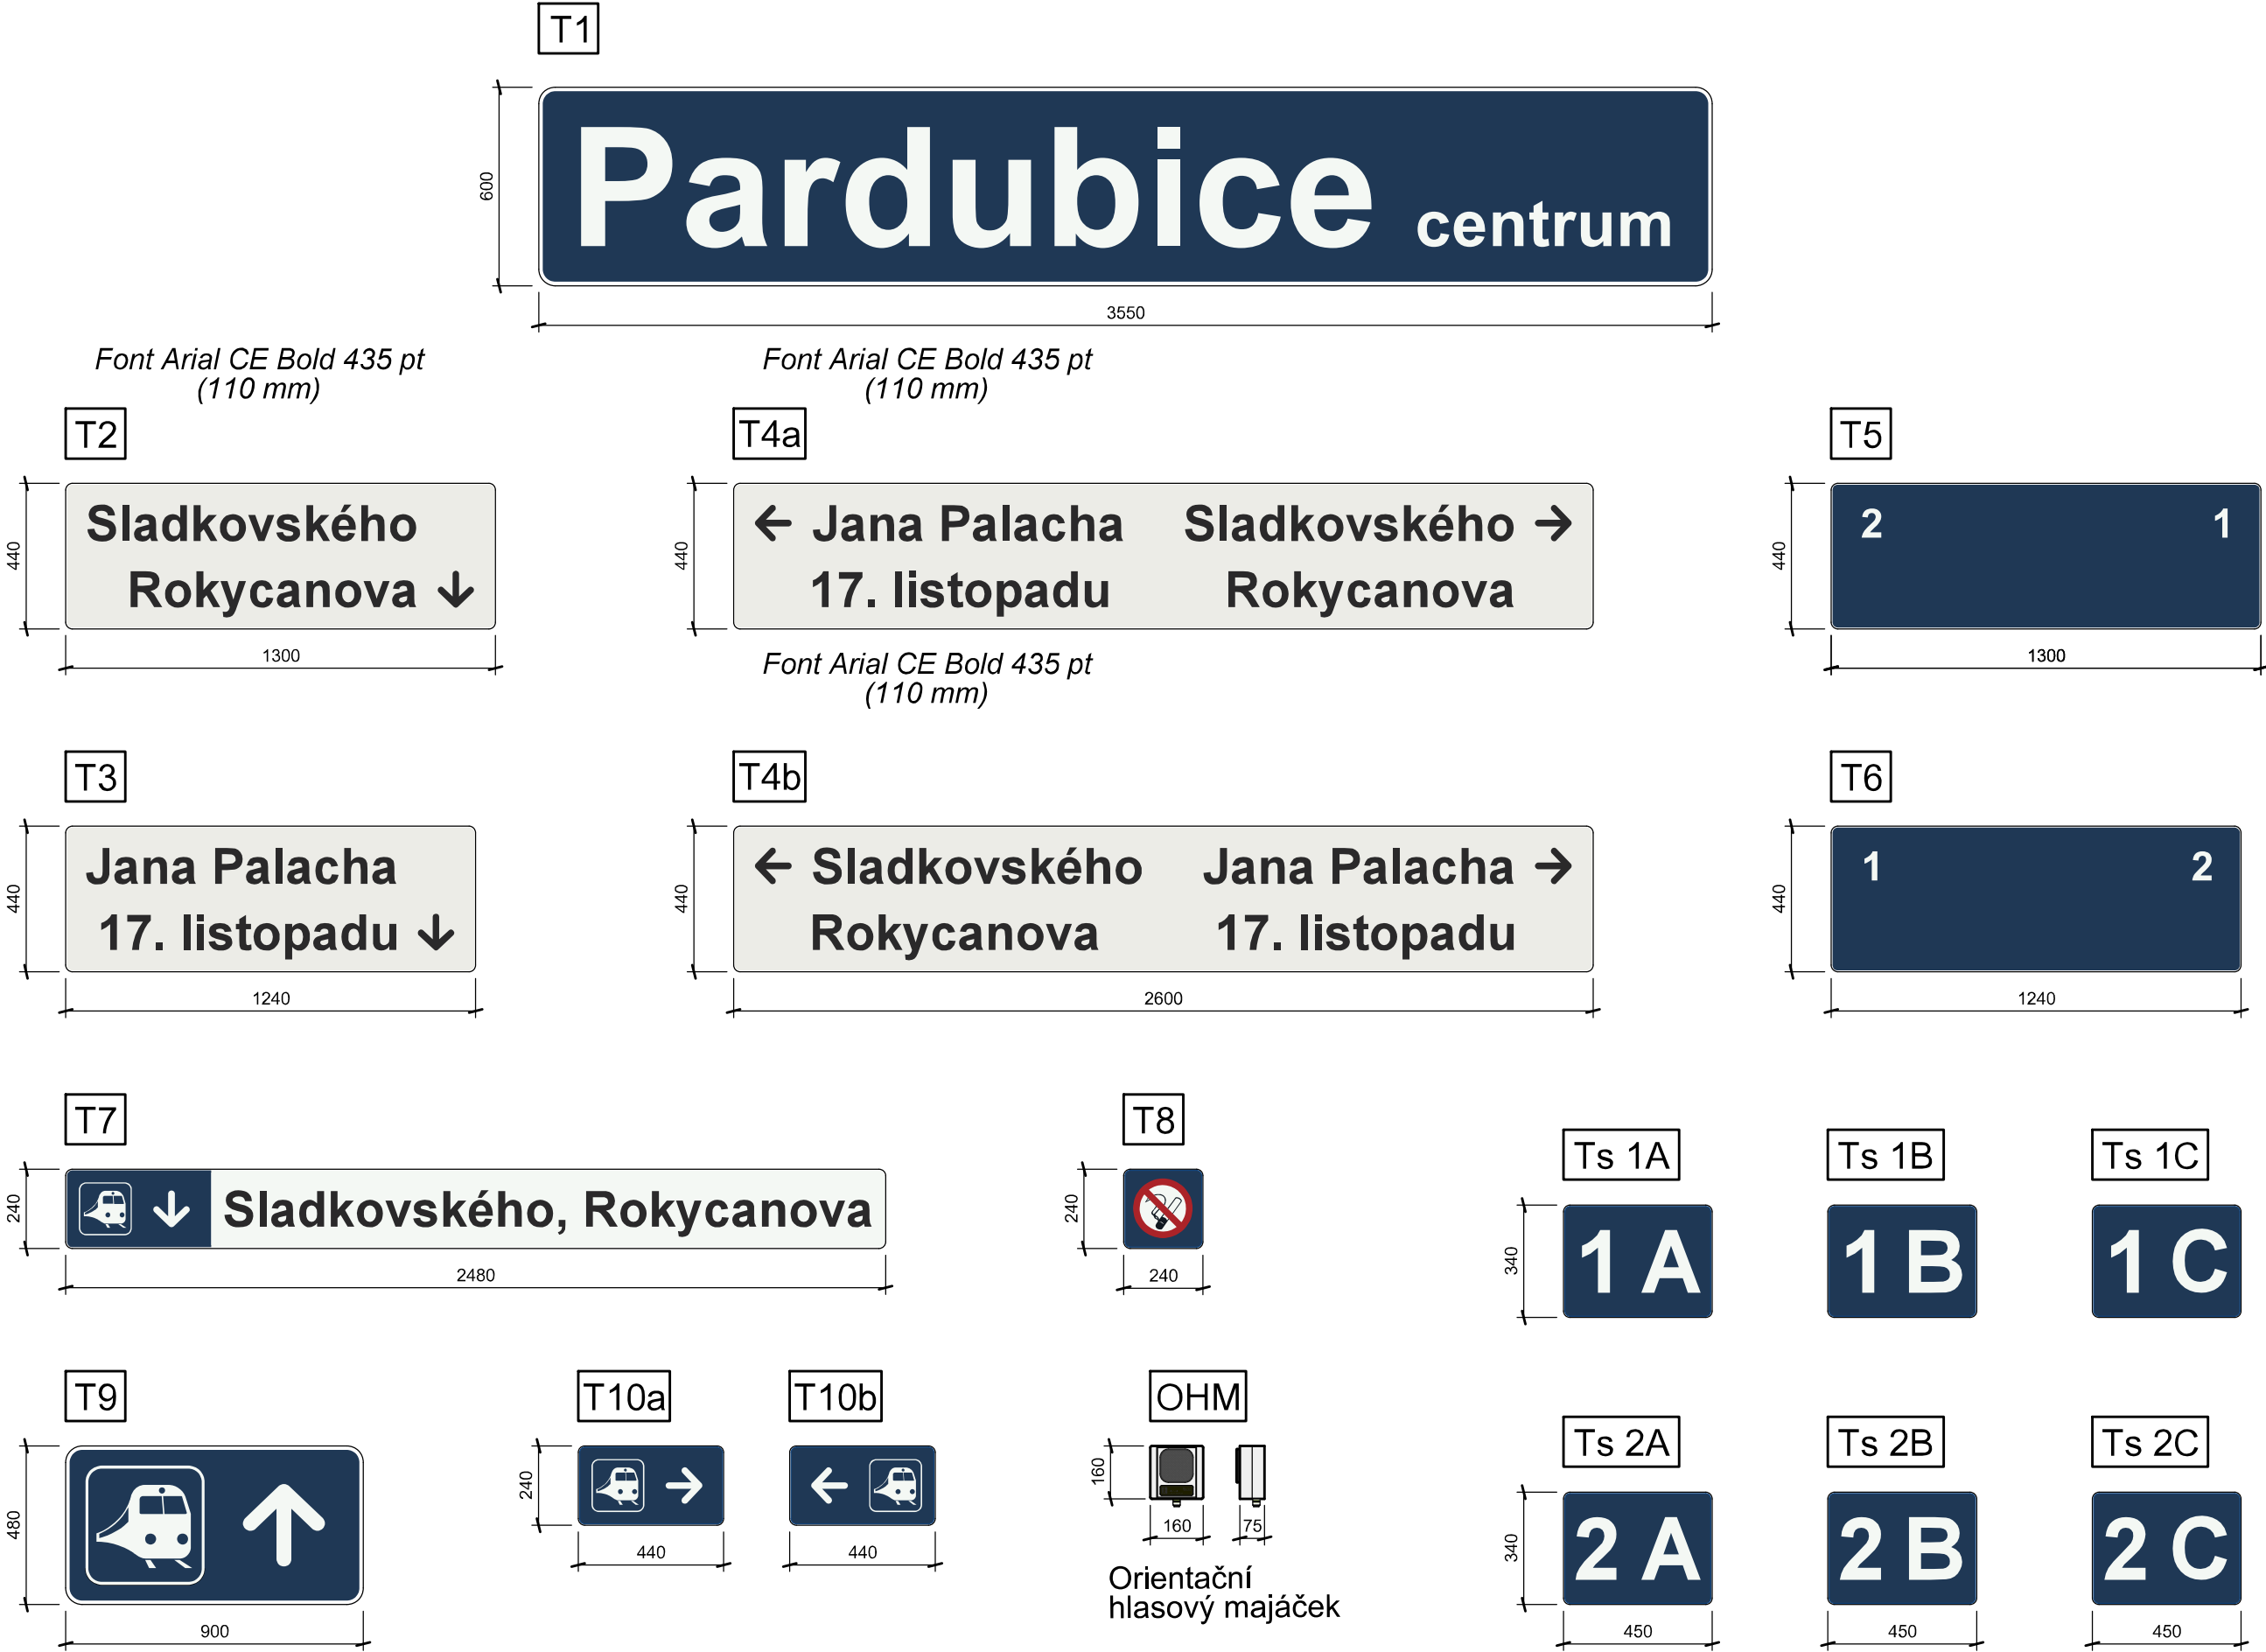 T1
Pardubice centrum
600
3550
Font Arial CE Bold 435 pt
(110 mm)
Font Arial CE Bold 435 pt
(110 mm)
T2
Sladkovského
Rokycanova ↓
440
1300
T4a
← Jana Palacha Sladkovského →
17. listopadu Rokycanova
440
Font Arial CE Bold 435 pt
(110 mm)
T5
2 1
440
1300
T3
Jana Palacha
17. listopadu ↓
440
1240
T4b
← Sladkovského Jana Palacha →
Rokycanova 17. listopadu
440
2600
T6
1 2
440
1240
T7
↓ Sladkovského, Rokycanova
240
2480
T8
240
240
Ts 1A
1 A
340
Ts 1B
1 B
Ts 1C
1 C
T9
↑
480
900
T10a
→
240
440
T10b
←
440
OHM
160
160
75
Orientační
hlasový majáček
Ts 2A
2 A
340
450
Ts 2B
2 B
450
Ts 2C
2 C
450